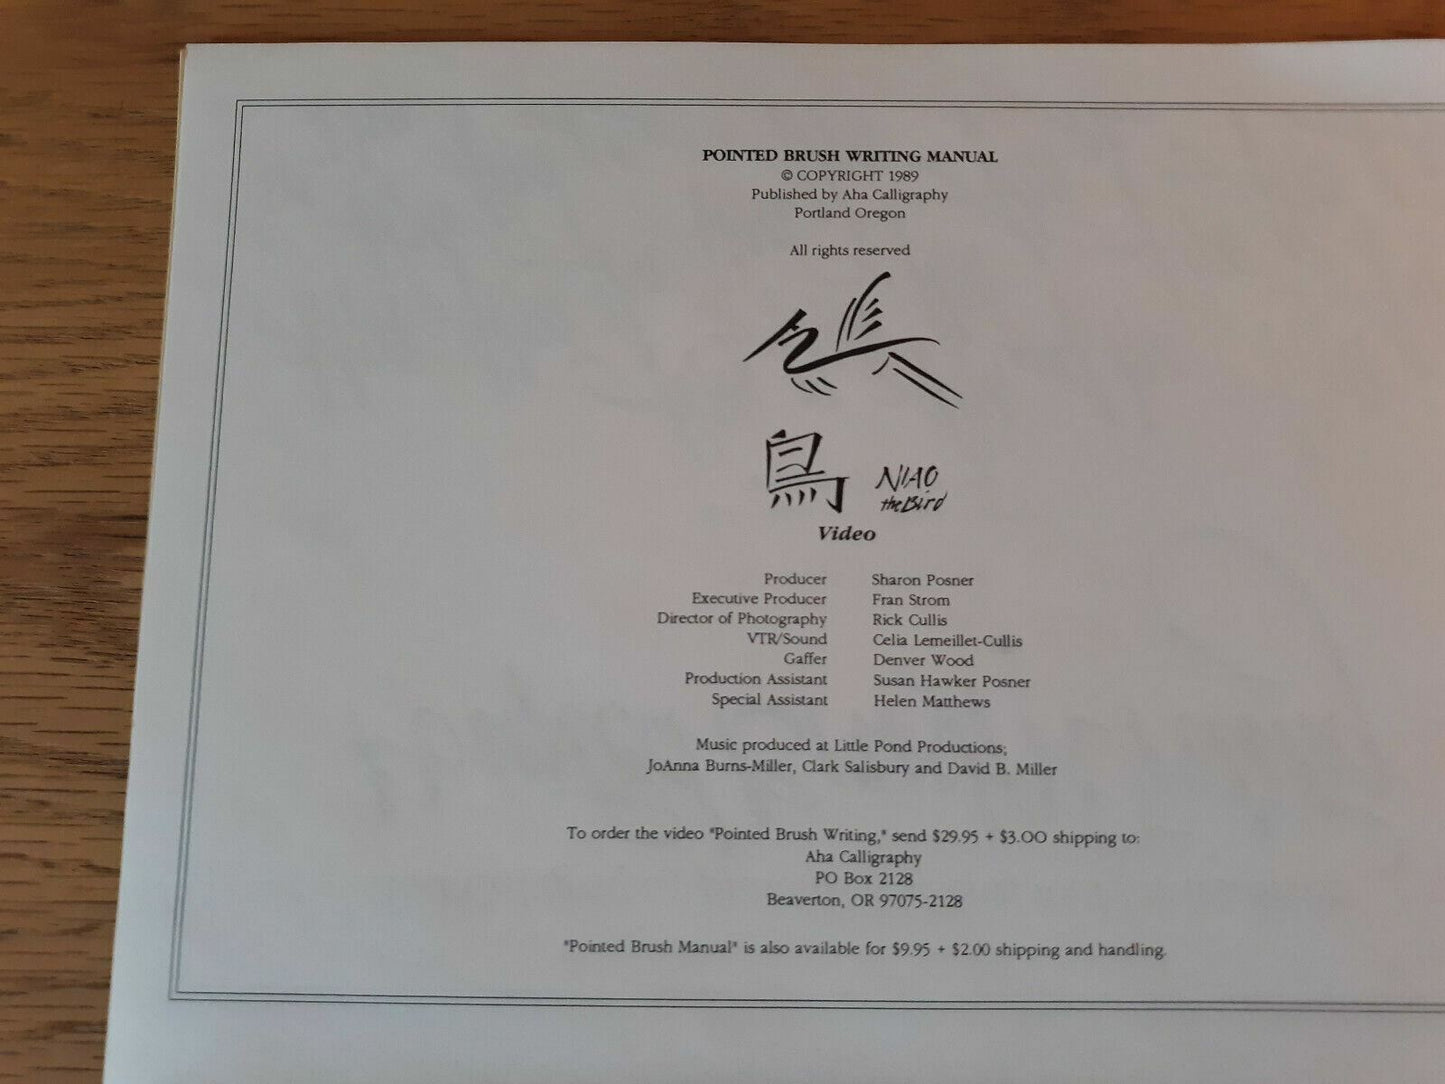 POINTED BRUSH WRITING MANUAL
© COPYRIGHT 1989
Published by Aha Calligraphy
Portland Oregon
All rights reserved
鳥 NIAO
the Bird
Video
Producer Sharon Posner
Executive Producer Fran Strom
Director of Photography Rick Cullis
VTR/Sound Celia Lemeillet-Cullis
Gaffer Denver Wood
Production Assistant Susan Hawker Posner
Special Assistant Helen Matthews
Music produced at Little Pond Productions;
JoAnna Burns-Miller, Clark Salisbury and David B. Miller
To order the video "Pointed Brush Writing," send $29.95 + $3.00 shipping to:
Aha Calligraphy
PO Box 2128
Beaverton, OR 97075-2128
"Pointed Brush Manual" is also available for $9.95 + $2.00 shipping and handling.